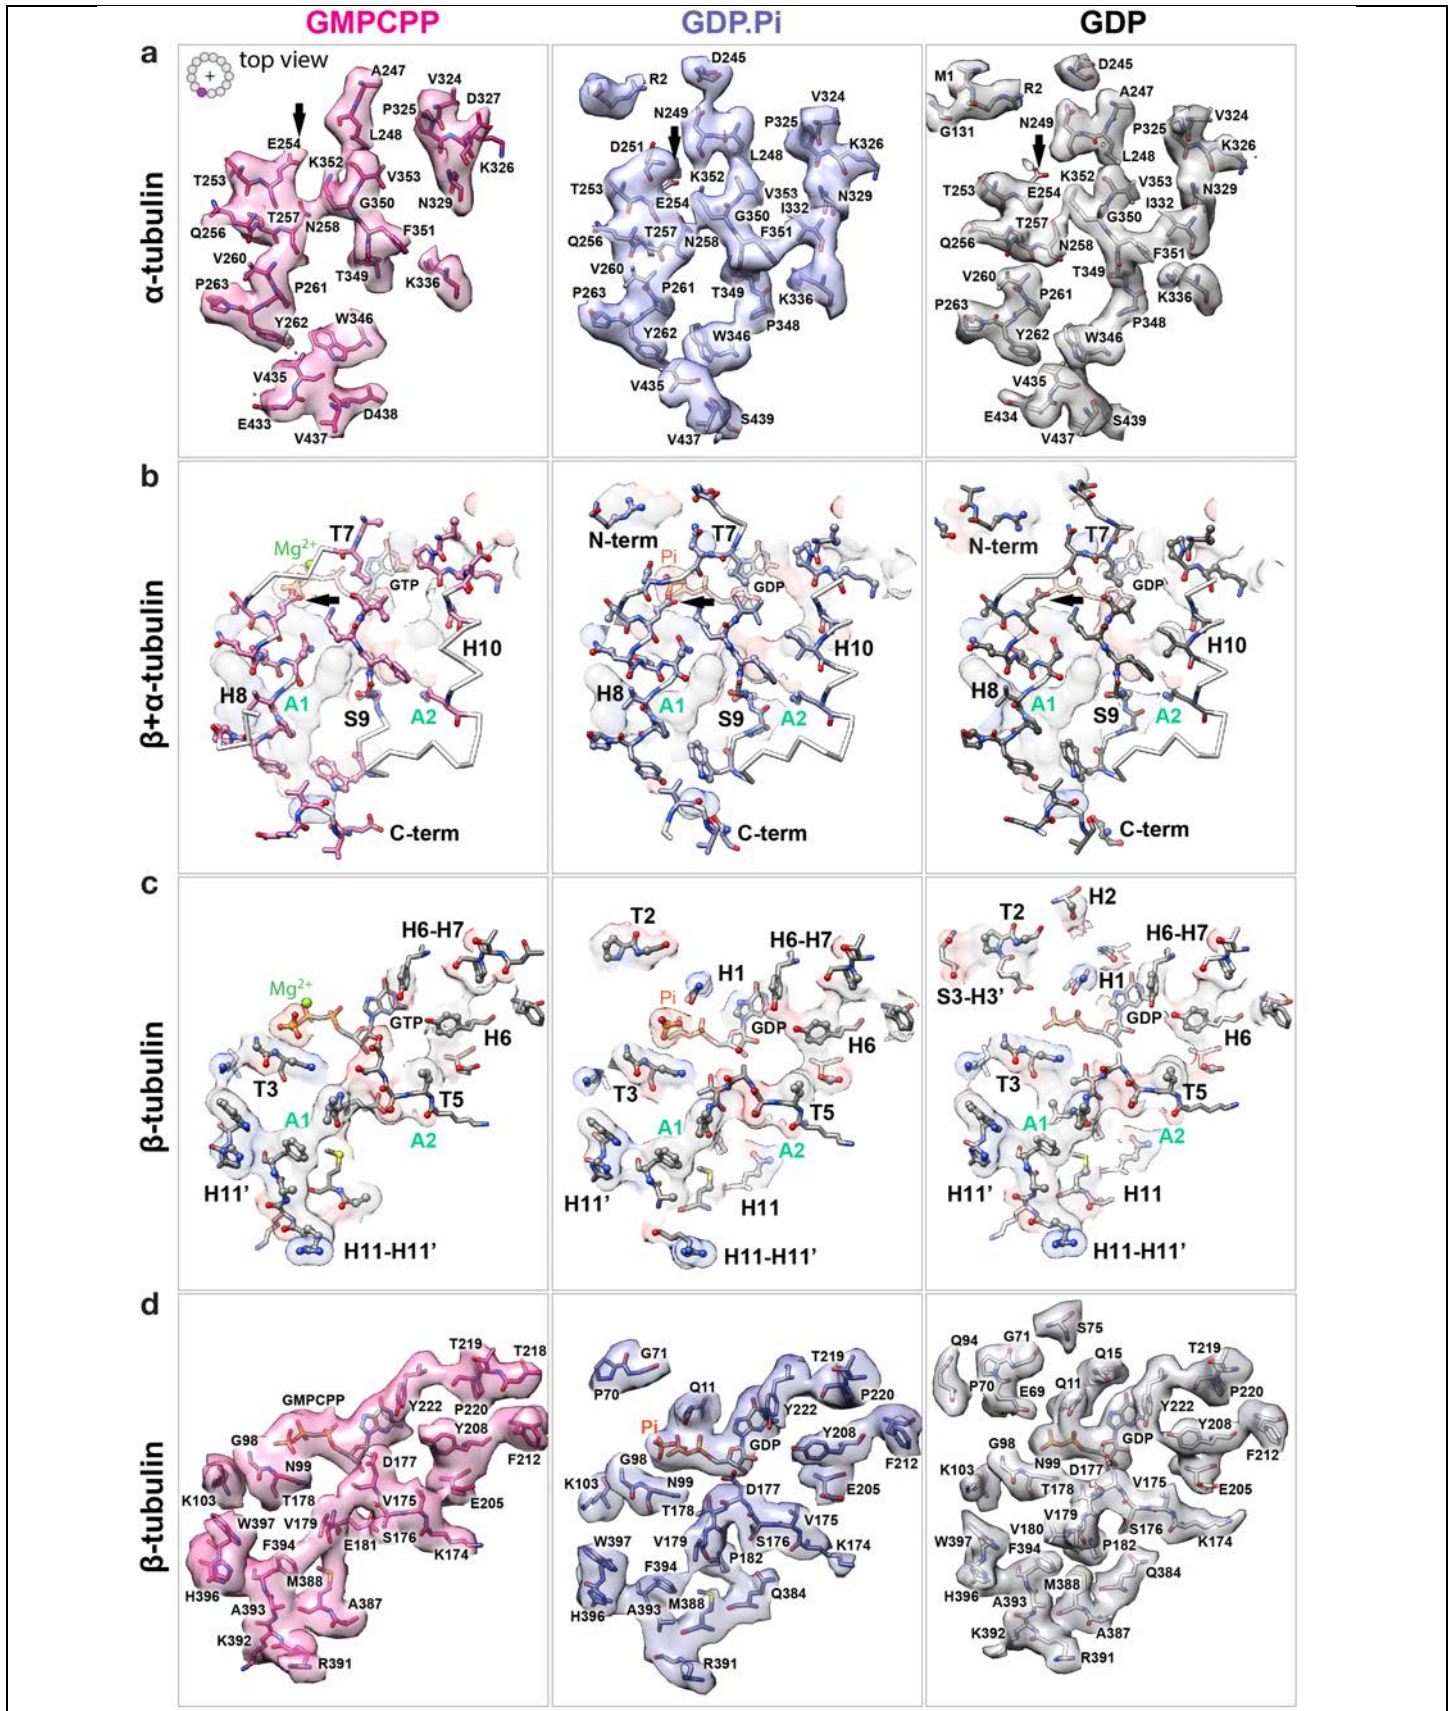 GMPCPP
GDP.Pi
GDP
a
α-tubulin
top view
A247
V324
P325
D327
E254
L248
K352
K326
T253
V353
N329
T257
G350
Q256
N258
F351
V260
T349
K336
P263
P261
Y262
W346
V435
D438
E433
V437
D245
R2
V324
N249
P325
D251
K326
L248
K352
T253
V353
N329
E254
I332
G350
T257
F351
Q256
N258
V260
P261
T349
K336
P263
P348
Y262
W346
V435
S439
V437
M1
D245
R2
A247
N249
P325
V324
G131
L248
K326
K352
T253
V353
N329
E254
I332
T257
G350
Q256
N258
F351
V260
T349
K336
P261
P263
P348
Y262
W346
V435
E434
S439
V437
b
β+α-tubulin
T7
Mg2+
GTP
H10
H8
A1
S9
A2
C-term
N-term
T7
Pi
GDP
H10
H8
A1
S9
A2
C-term
N-term
T7
GDP
H10
H8
A1
S9
A2
C-term
c
β-tubulin
H6-H7
Mg2+
GTP
H6
T3
T5
A1
A2
H11'
H11-H11'
T2
H6-H7
H1
Pi
GDP
H6
T3
T5
A1
A2
H11'
H11
H11-H11'
H2
T2
H6-H7
H1
S3-H3'
GDP
H6
T3
T5
A1
A2
H11'
H11
H11-H11'
d
β-tubulin
T219
T218
GMPCPP
P220
Y222
Y208
G98
F212
D177
N99
K103
T178
V175
E205
W397
V179
S176
F394
E181
K174
M388
H396
A393
A387
K392
R391
G71
T219
P70
Q11
P220
Y222
Pi
Y208
GDP
G98
F212
N99
D177
K103
E205
T178
V175
W397
V179
S176
K174
P182
F394
Q384
M388
H396
A393
R391
S75
Q94
G71
Q15
T219
P70
Q11
E69
P220
Y222
Y208
GDP
G98
F212
N99
D177
K103
V175
T178
E205
V179
V180
S176
W397
K174
F394
P182
Q384
M388
H396
A393
K392
A387
R391